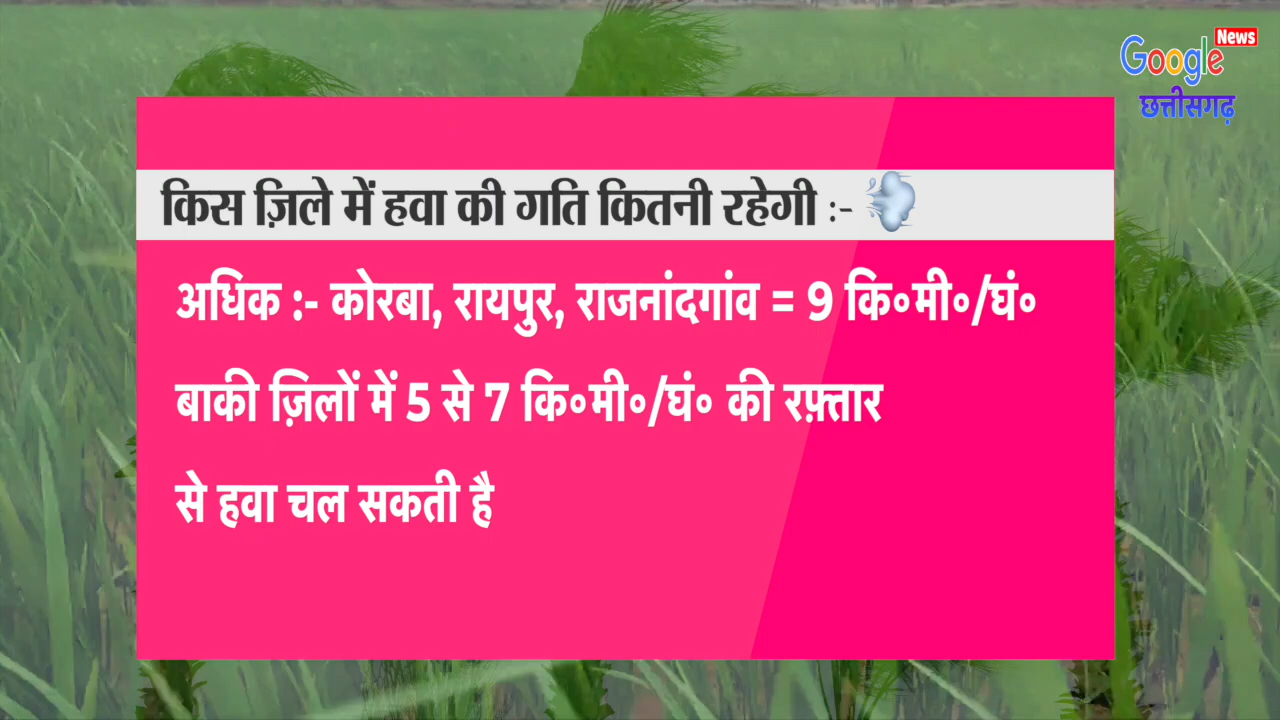 Google News
छत्तीसगढ़
किस ज़िले में हवा की गति कितनी रहेगी :-
अधिक :- कोरबा, रायपुर, राजनांदगांव = 9 कि॰मी॰/घं॰
बाकी ज़िलों में 5 से 7 कि॰मी॰/घं॰ की रफ़्तार
से हवा चल सकती है